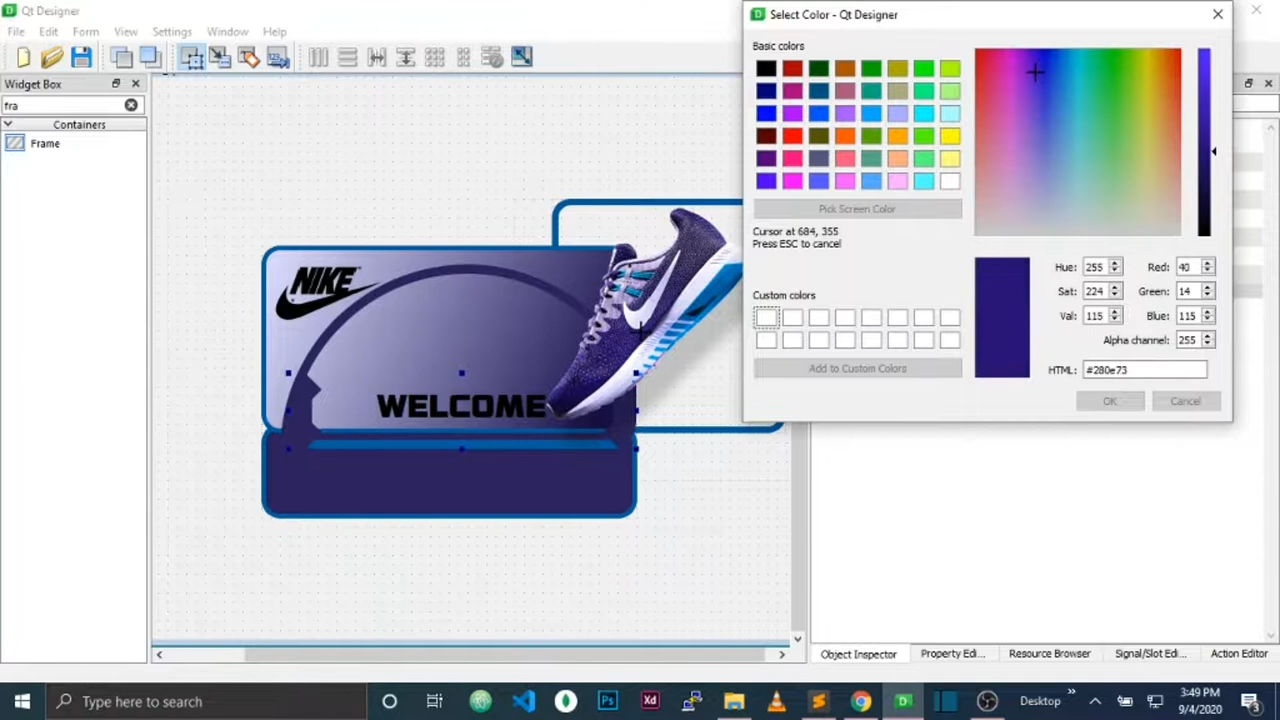 Qt Designer
File Edit Form View Settings Window Help
Widget Box
fra
Containers
Frame
NIKE
WELCOME
Select Color - Qt Designer
Basic colors
Pick Screen Color
Cursor at 684, 355
Press ESC to cancel
Custom colors
Add to Custom Colors
Hue: 255 Red: 40
Sat: 224 Green: 14
Val: 115 Blue: 115
Alpha channel: 255
HTML: #280e73
OK Cancel
Object Inspector Property Edi... Resource Browser Signal/Slot Edi... Action Editor
Type here to search
Ps
Xd
Desktop
3:49 PM
9/4/2020
3